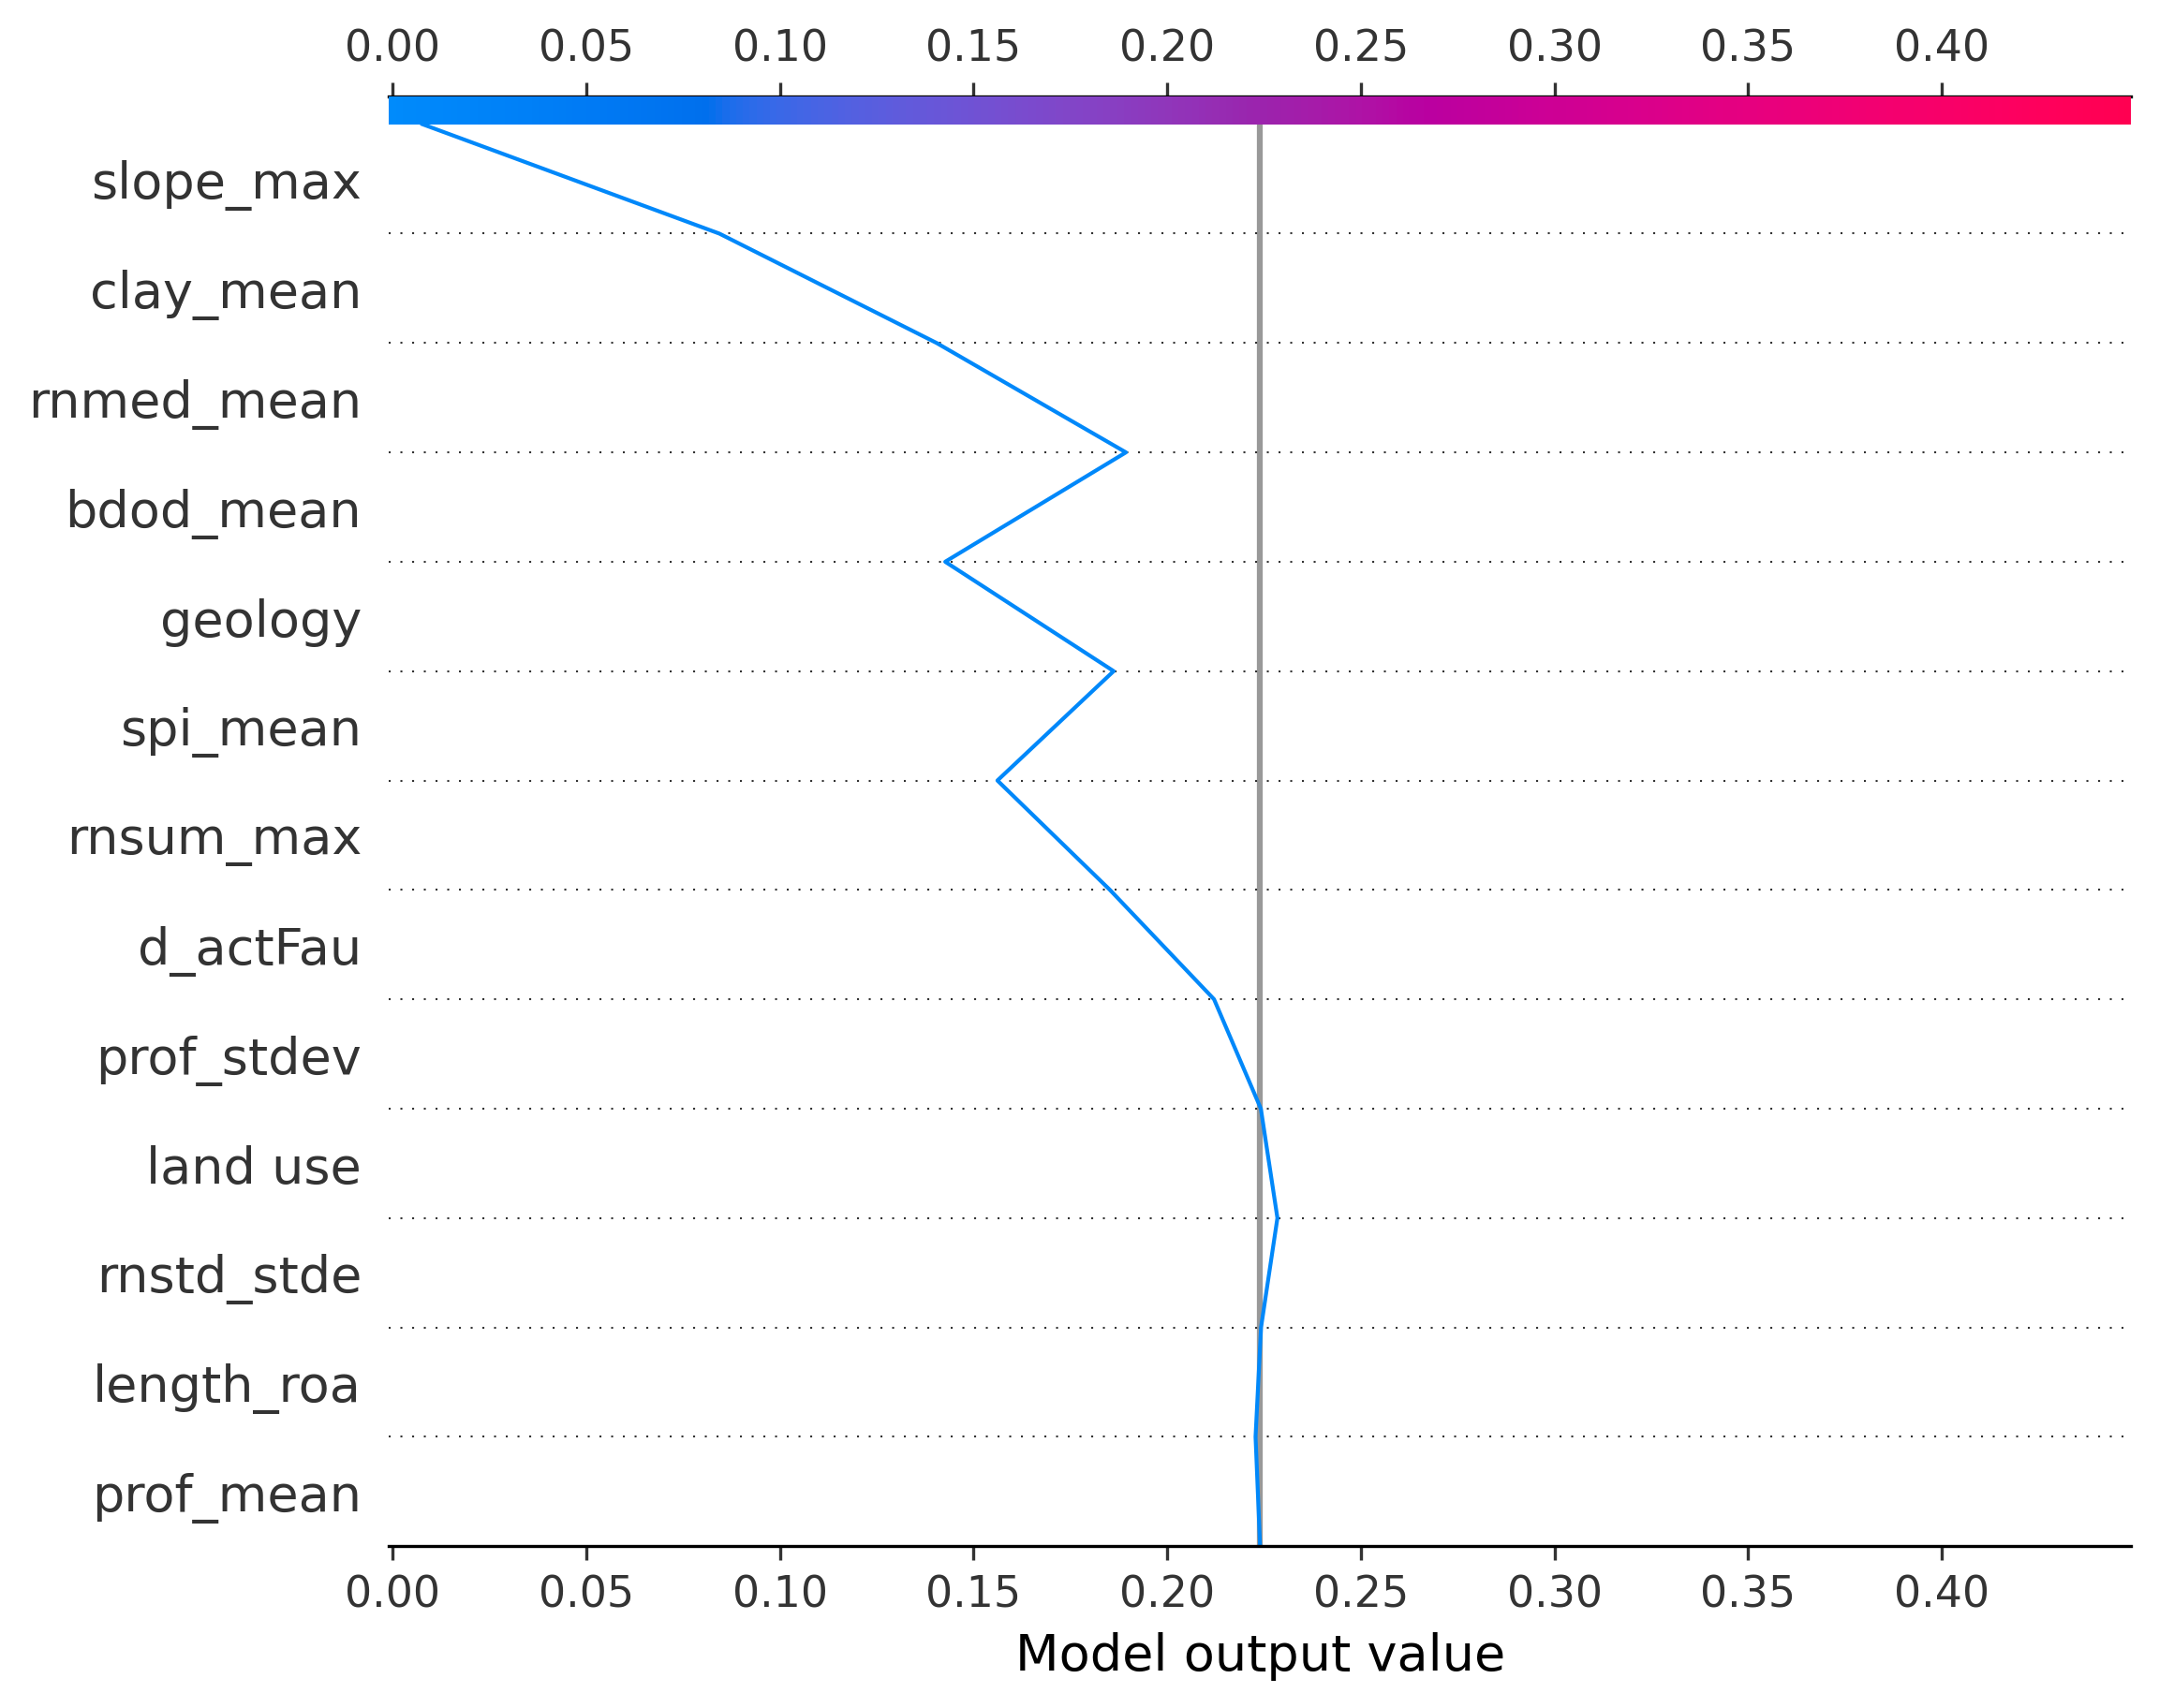 0.00 0.05 0.10 0.15 0.20 0.25 0.30 0.35 0.40
slope_max
clay_mean
rnmed_mean
bdod_mean
geology
spi_mean
rnsum_max
d_actFau
prof_stdev
land use
rnstd_stde
length_roa
prof_mean
0.00 0.05 0.10 0.15 0.20 0.25 0.30 0.35 0.40
Model output value